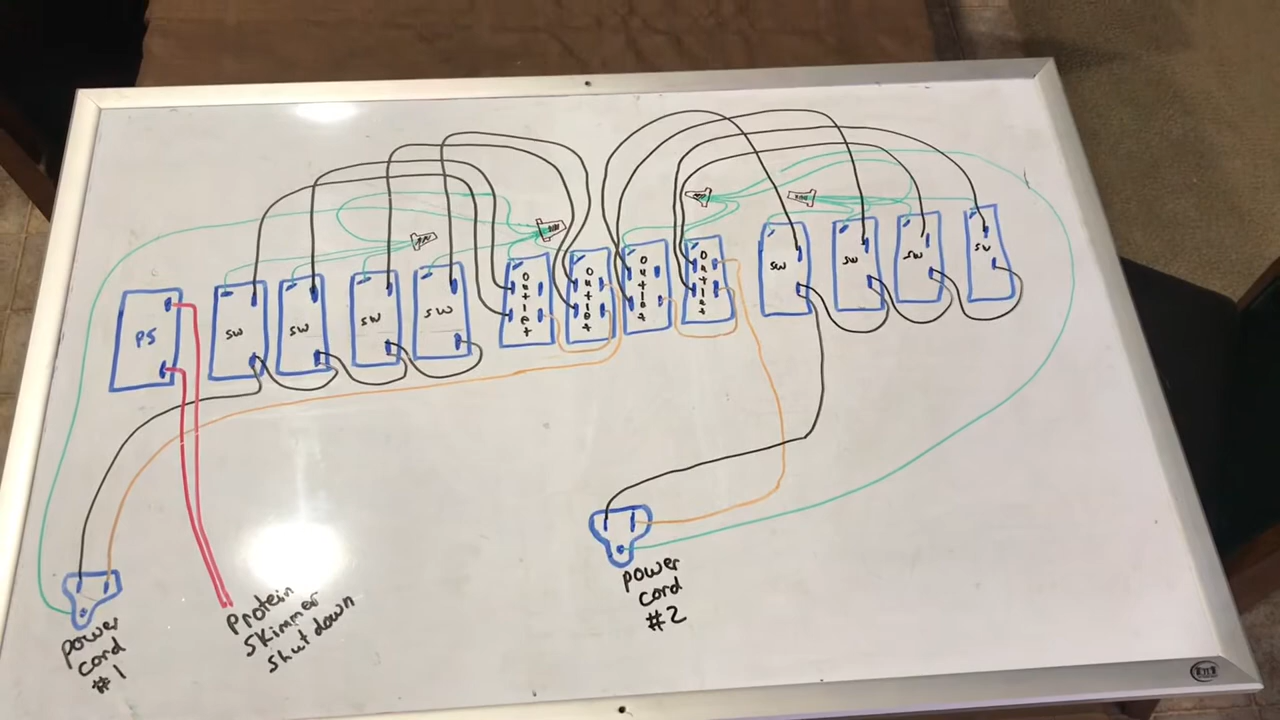 PS
SW
SW
SW
SW
Outlet
Outlet
Outlet
Outlet
SW
SW
SW
SW
power
cord
#1
Protein
Skimmer
Shut down
power
cord
#2